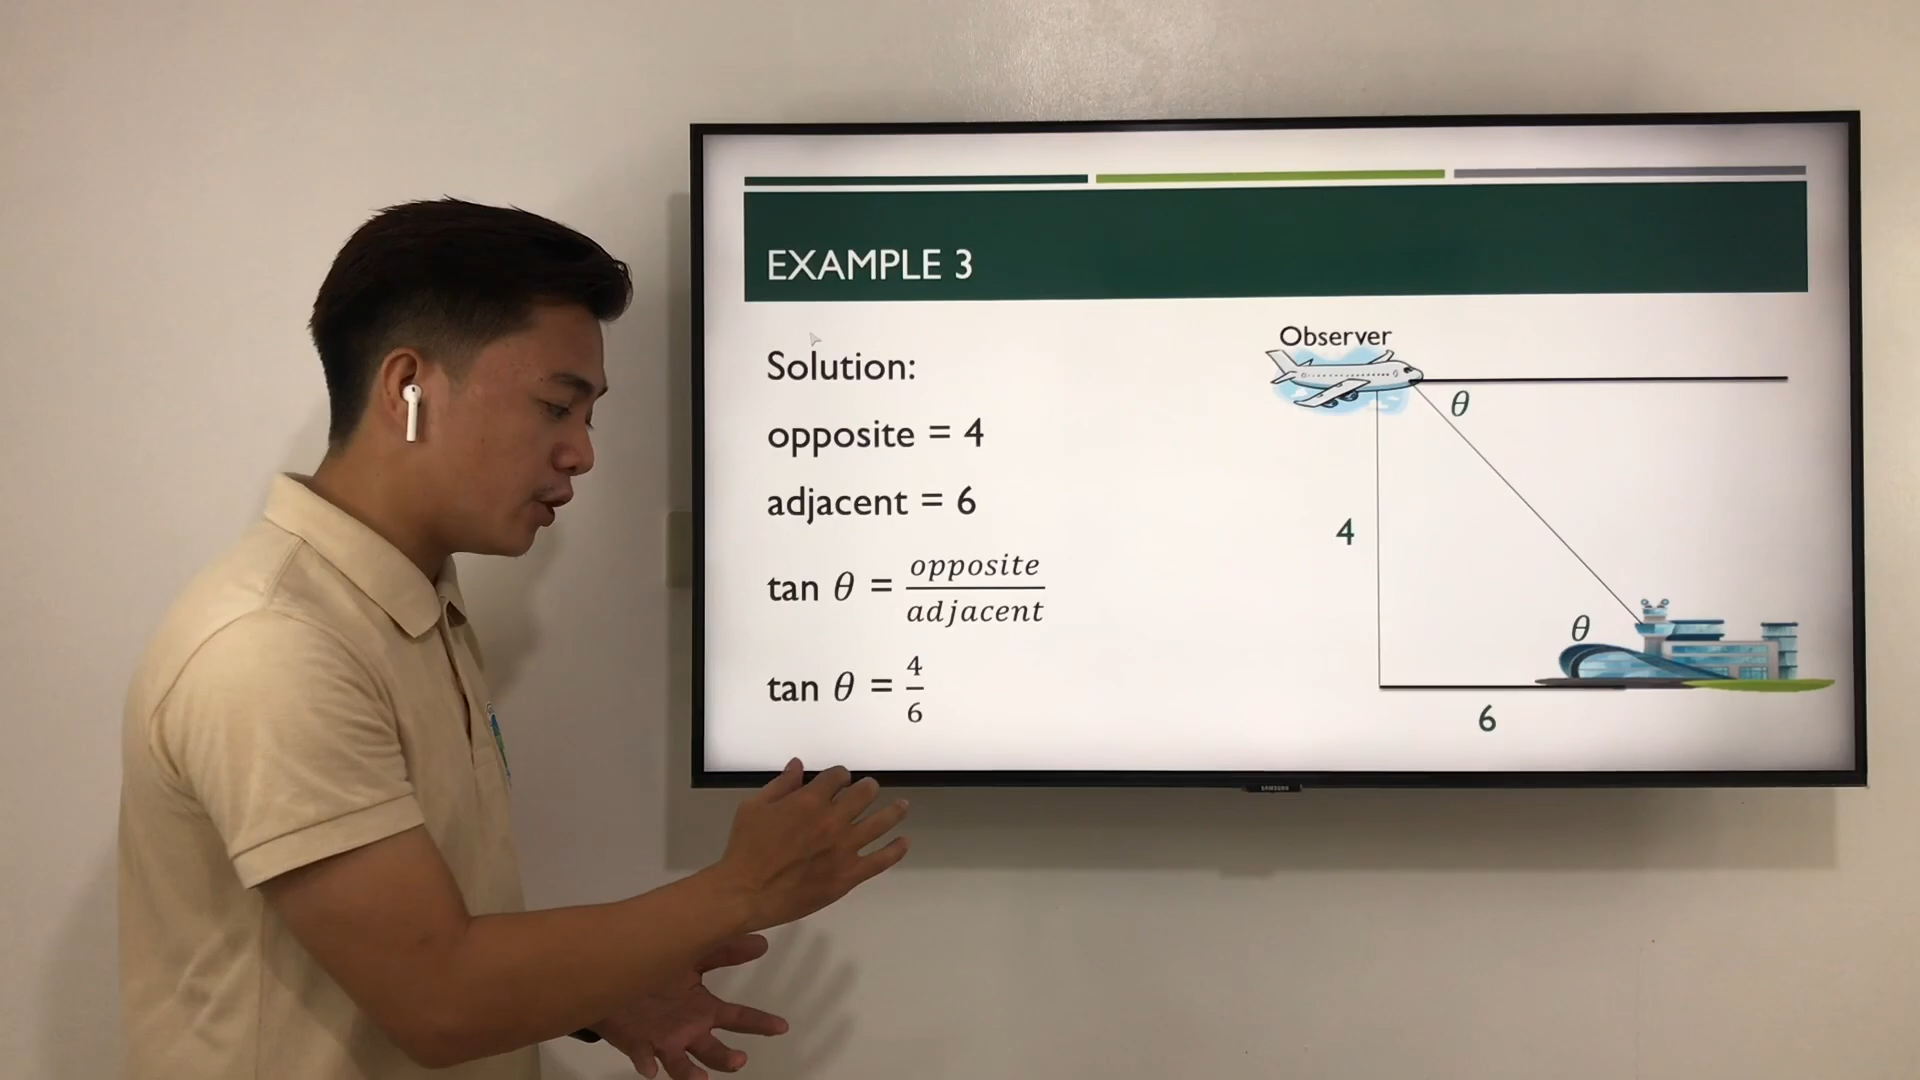 EXAMPLE 3
Solution:
opposite = 4
adjacent = 6
tan θ = opposite/adjacent
tan θ = 4/6
Observer
θ
4
θ
6
SAMSUNG